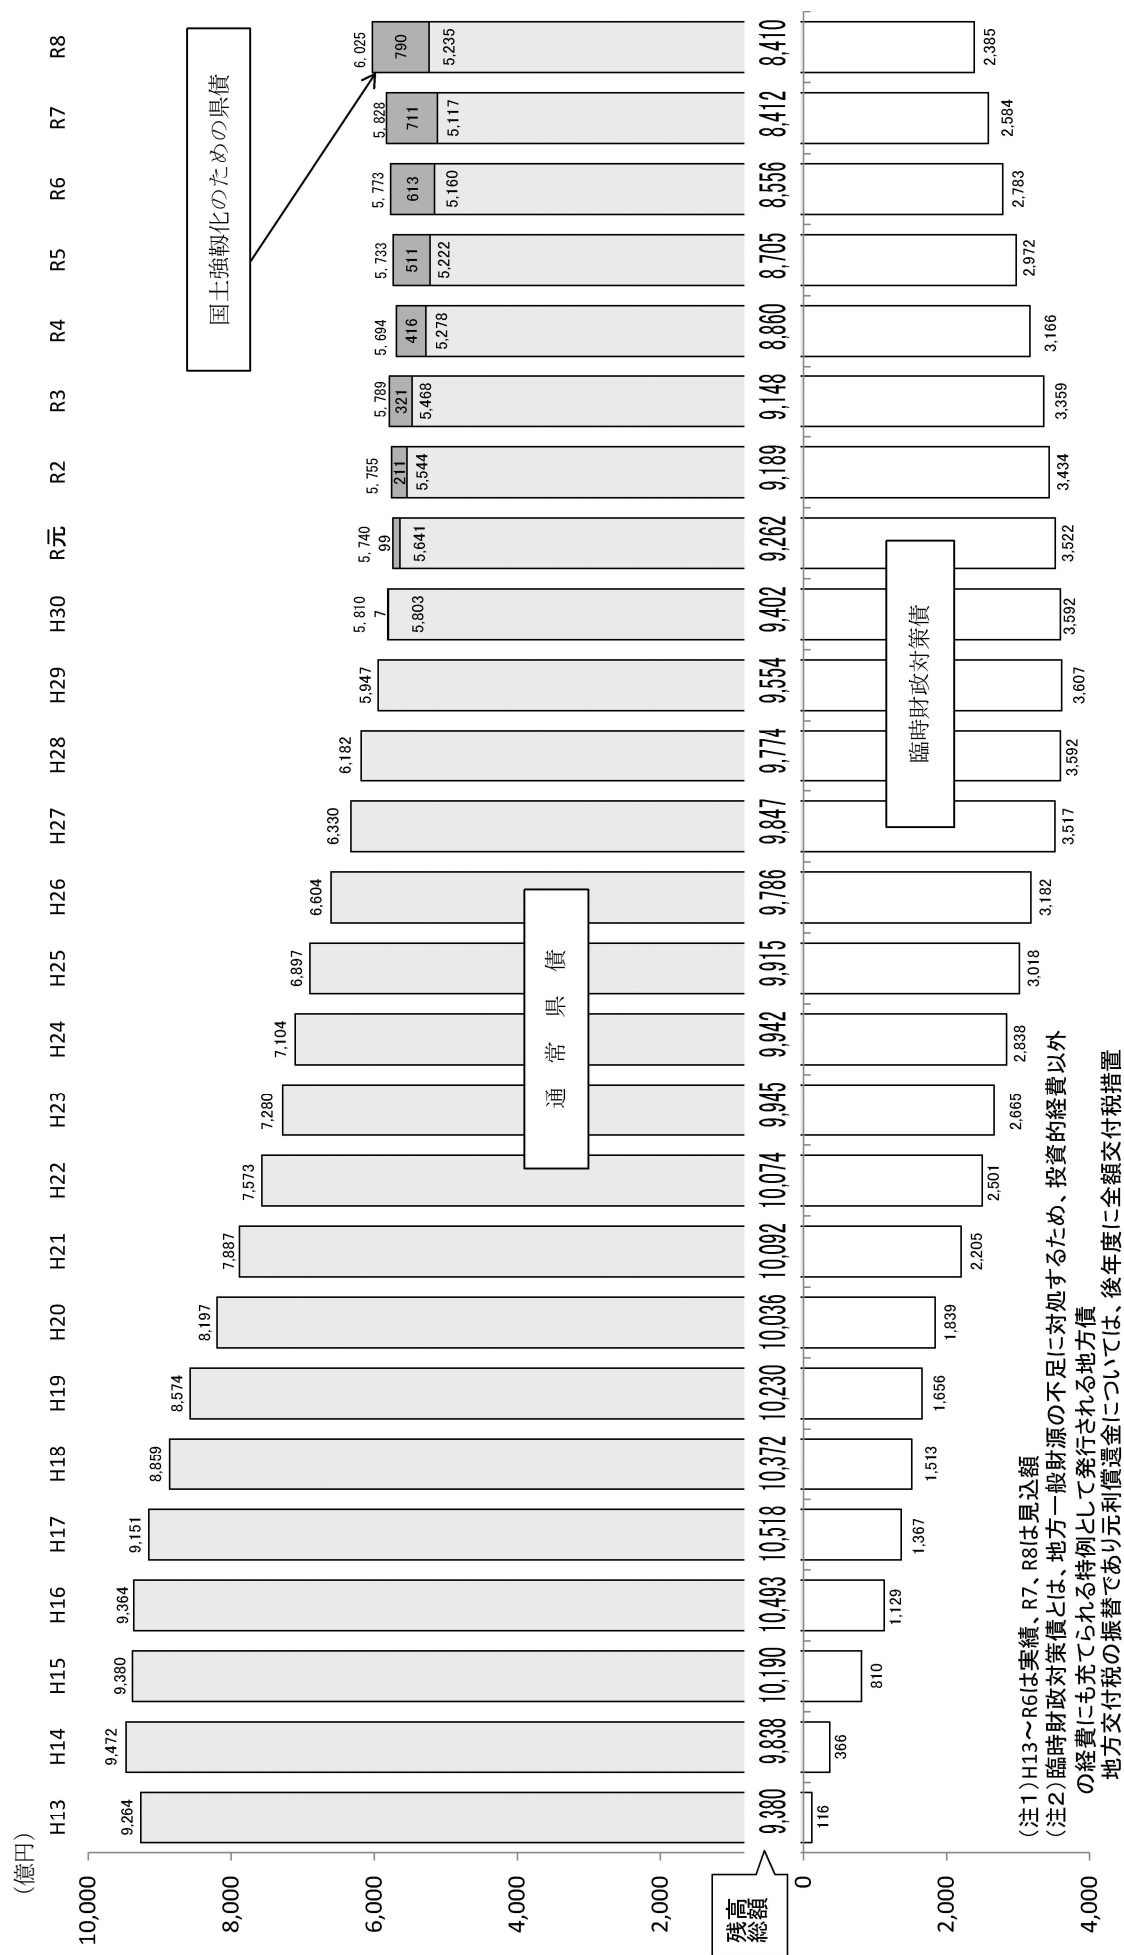 (億円)
H13 H14 H15 H16 H17 H18 H19 H20 H21 H22 H23 H24 H25 H26 H27 H28 H29 H30 R元 R2 R3 R4 R5 R6 R7 R8
10,000
8,000
6,000
4,000
2,000
0
2,000
4,000
国土強靱化のための県債
6,025
5,828
5,773
5,733
5,694
5,789
5,755
5,740
5,810
790
711
613
511
416
321
211
99
7
9,264 9,472 9,380 9,364 9,151 8,859 8,574 8,197 7,887 7,573 7,280 7,104 6,897 6,604 6,330 6,182 5,947 5,803 5,641 5,544 5,468 5,278 5,222 5,160 5,117 5,235
通 常 県 債
残高
総額
9,380 9,838 10,190 10,493 10,518 10,372 10,230 10,036 10,092 10,074 9,945 9,942 9,915 9,786 9,847 9,774 9,554 9,402 9,262 9,189 9,148 8,860 8,705 8,556 8,412 8,410
臨時財政対策債
116 366 810 1,129 1,367 1,513 1,656 1,839 2,205 2,501 2,665 2,838 3,018 3,182 3,517 3,592 3,607 3,592 3,522 3,434 3,359 3,166 2,972 2,783 2,584 2,385
(注1)H13~R6は実績、R7、R8は見込額
(注2)臨時財政対策債とは、地方一般財源の不足に対処するため、投資的経費以外
の経費にも充てられる特例として発行される地方債
地方交付税の振替であり元利償還金については、後年度に全額交付税措置